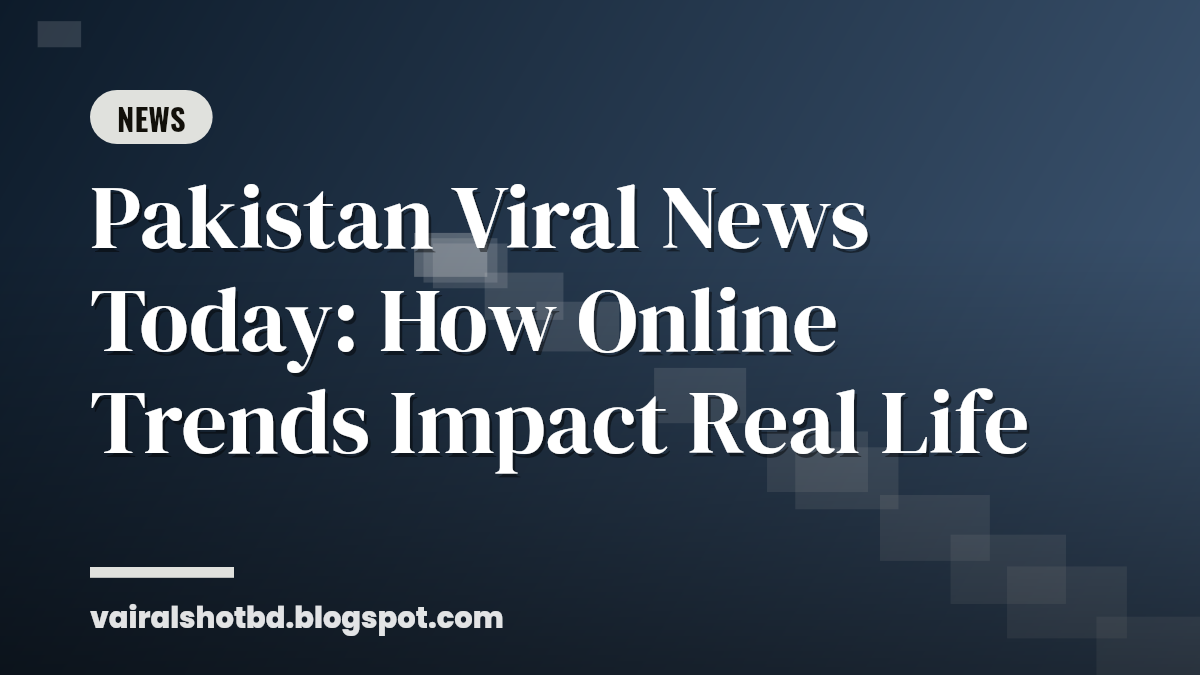 NEWS
Pakistan Viral News
Today: How Online
Trends Impact Real Life
vairalshotbd.blogspot.com